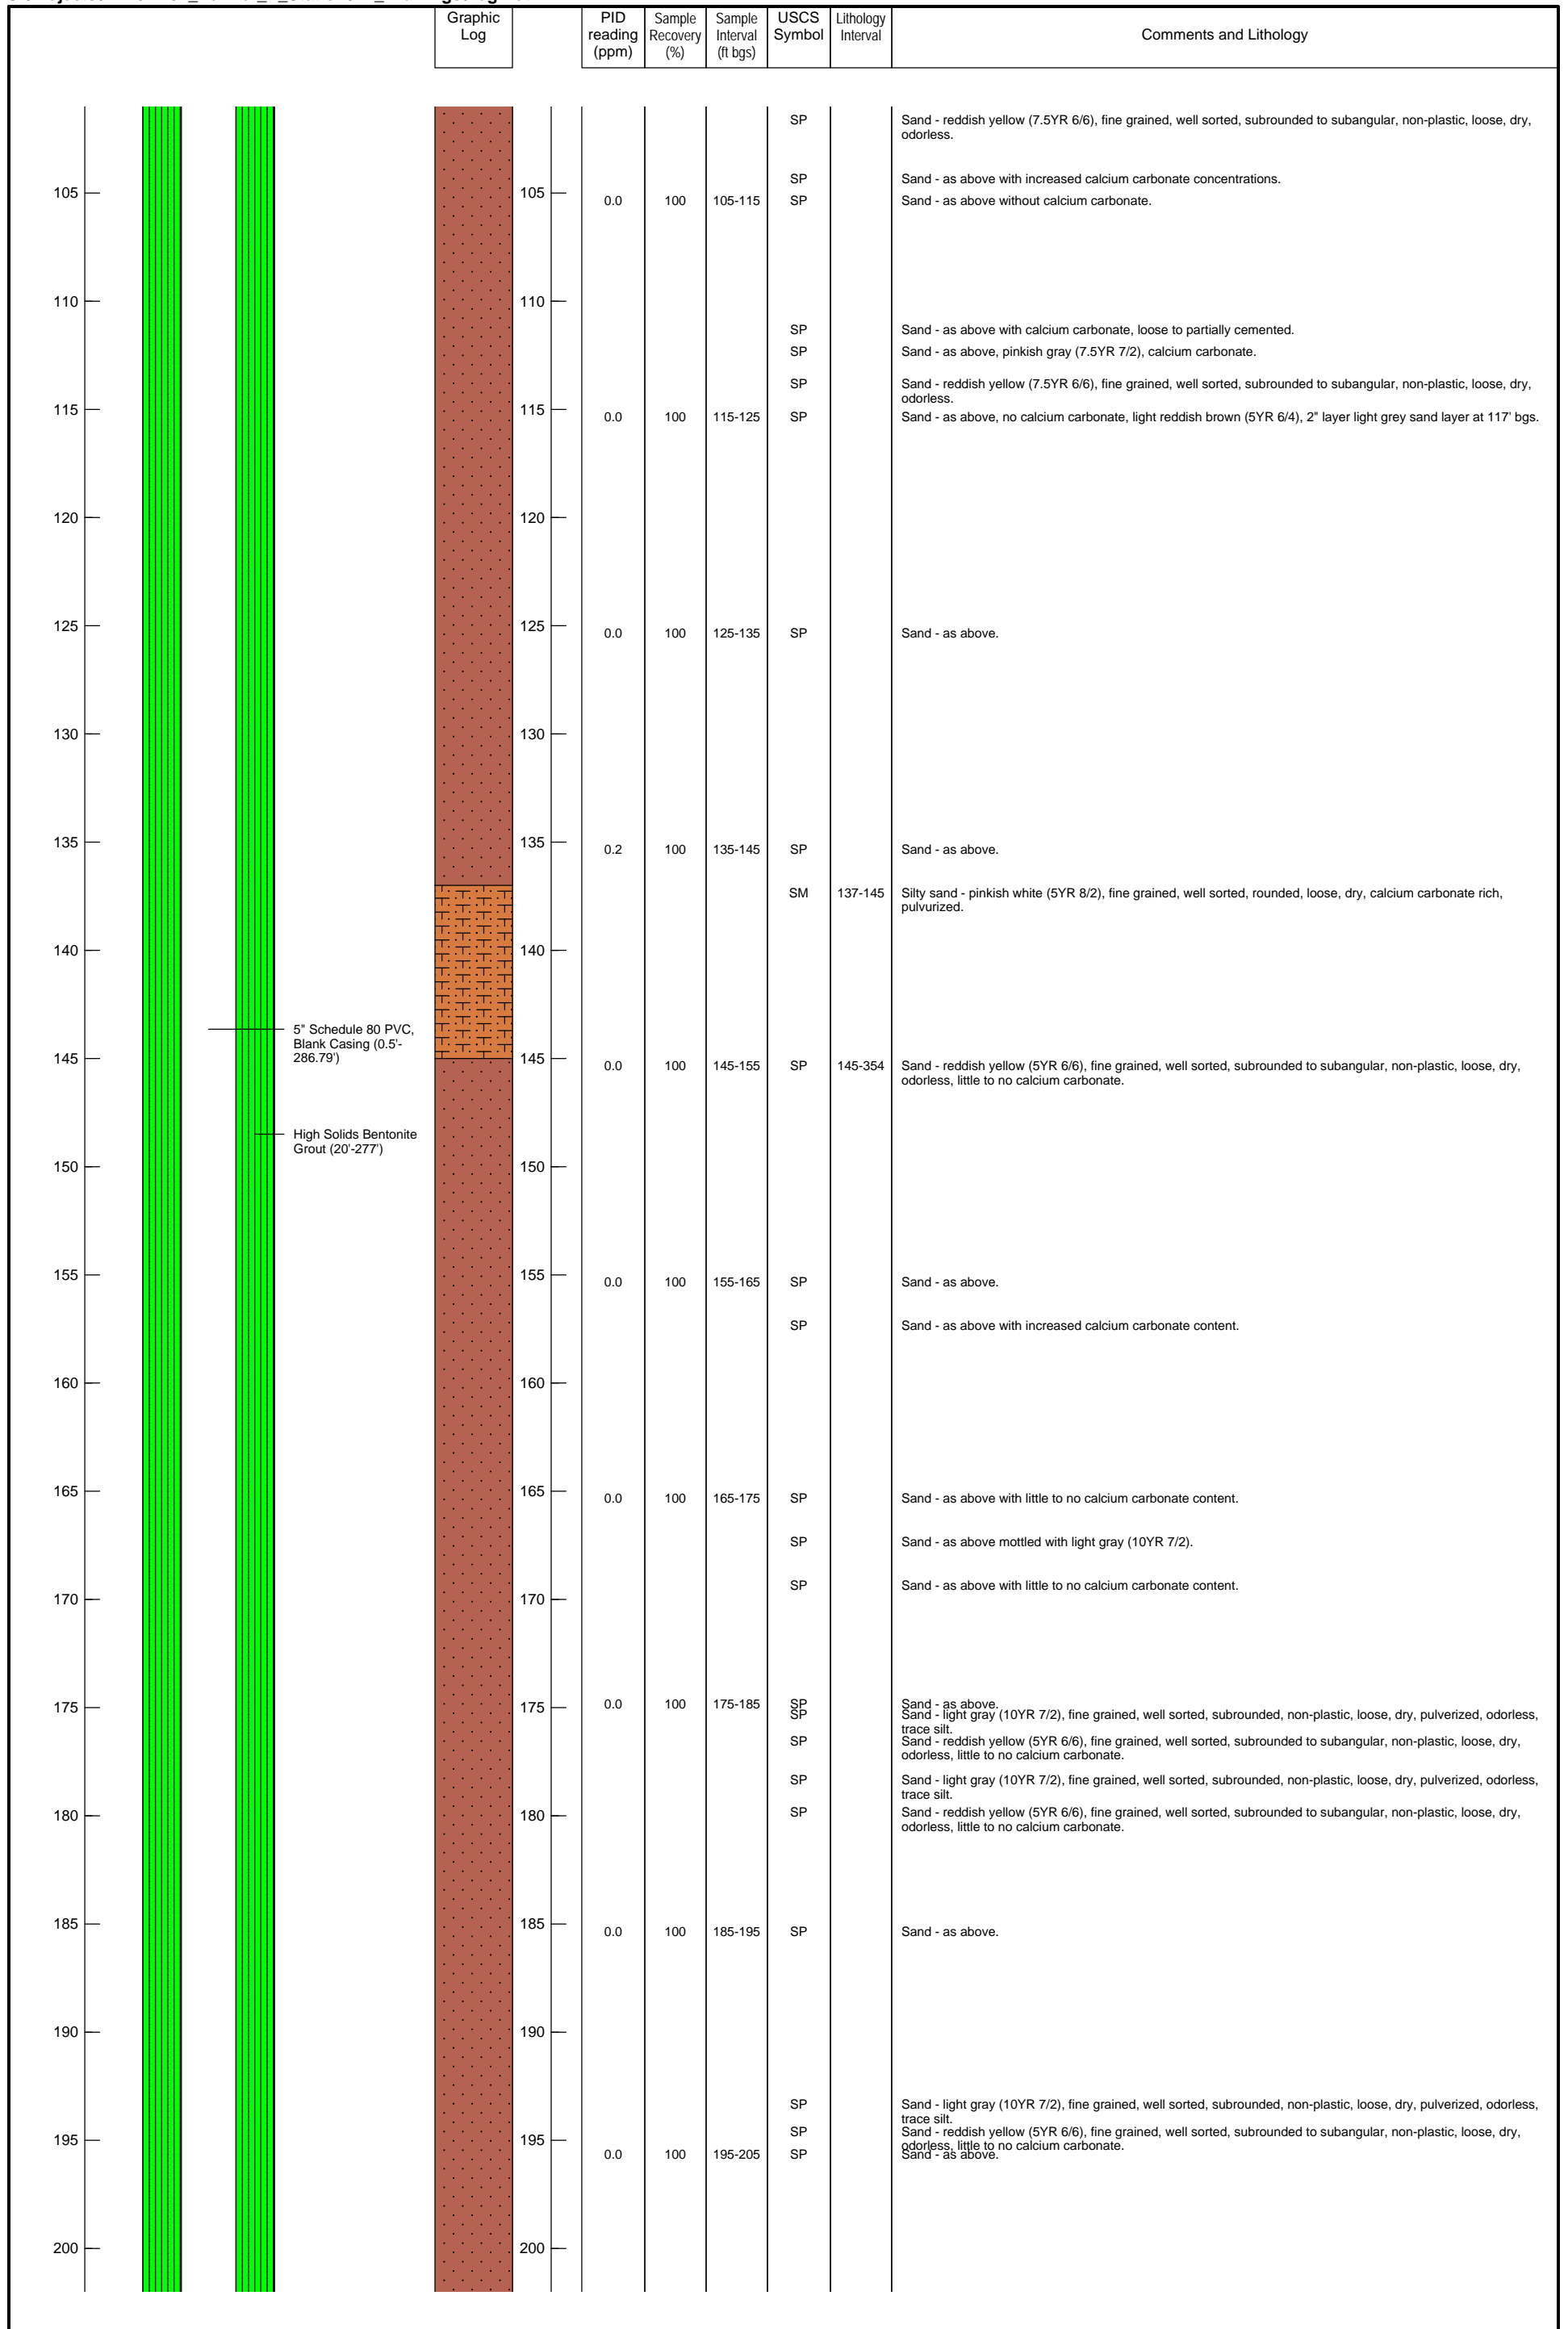 Graphic Log
PID reading (ppm)
Sample Recovery (%)
Sample Interval (ft bgs)
USCS Symbol
Lithology Interval
Comments and Lithology
SP Sand - reddish yellow (7.5YR 6/6), fine grained, well sorted, subrounded to subangular, non-plastic, loose, dry,
odorless.
SP Sand - as above with increased calcium carbonate concentrations.
105 105 0.0 100 105-115 SP Sand - as above without calcium carbonate.
110 110
SP Sand - as above with calcium carbonate, loose to partially cemented.
SP Sand - as above, pinkish gray (7.5YR 7/2), calcium carbonate.
SP Sand - reddish yellow (7.5YR 6/6), fine grained, well sorted, subrounded to subangular, non-plastic, loose, dry,
odorless.
115 115 0.0 100 115-125 SP Sand - as above, no calcium carbonate, light reddish brown (5YR 6/4), 2" layer light grey sand layer at 117' bgs.
120 120
125 125 0.0 100 125-135 SP Sand - as above.
130 130
135 135 0.2 100 135-145 SP Sand - as above.
SM 137-145 Silty sand - pinkish white (5YR 8/2), fine grained, well sorted, rounded, loose, dry, calcium carbonate rich,
pulvurized.
140 140
5" Schedule 80 PVC,
Blank Casing (0.5'-
286.79')
145 145 0.0 100 145-155 SP 145-354 Sand - reddish yellow (5YR 6/6), fine grained, well sorted, subrounded to subangular, non-plastic, loose, dry,
odorless, little to no calcium carbonate.
High Solids Bentonite
Grout (20'-277')
150 150
155 155 0.0 100 155-165 SP Sand - as above.
SP Sand - as above with increased calcium carbonate content.
160 160
165 165 0.0 100 165-175 SP Sand - as above with little to no calcium carbonate content.
SP Sand - as above mottled with light gray (10YR 7/2).
SP Sand - as above with little to no calcium carbonate content.
170 170
175 175 0.0 100 175-185 SP Sand - as above.
SP Sand - light gray (10YR 7/2), fine grained, well sorted, subrounded, non-plastic, loose, dry, pulverized, odorless,
trace silt.
SP Sand - reddish yellow (5YR 6/6), fine grained, well sorted, subrounded to subangular, non-plastic, loose, dry,
odorless, little to no calcium carbonate.
SP Sand - light gray (10YR 7/2), fine grained, well sorted, subrounded, non-plastic, loose, dry, pulverized, odorless,
trace silt.
180 180 SP Sand - reddish yellow (5YR 6/6), fine grained, well sorted, subrounded to subangular, non-plastic, loose, dry,
odorless, little to no calcium carbonate.
185 185 0.0 100 185-195 SP Sand - as above.
190 190
SP Sand - light gray (10YR 7/2), fine grained, well sorted, subrounded, non-plastic, loose, dry, pulverized, odorless,
trace silt.
SP Sand - reddish yellow (5YR 6/6), fine grained, well sorted, subrounded to subangular, non-plastic, loose, dry,
odorless, little to no calcium carbonate.
195 195 0.0 100 195-205 SP Sand - as above.
200 200